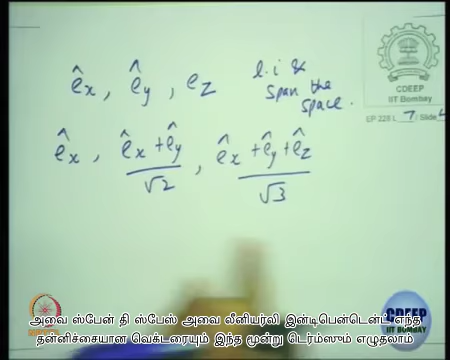 êx, êy, ez l.i &
span the
space.
êx, êx + êy / √2, êx + êy + êz / √3
CDEEP
IIT Bombay
EP 228 L 7 / Slide
CDEEP
IIT BOMBAY
அவை ஸ்பேன் தி ஸ்பேஸ் அவை லீனியர்லி இன்டிபென்டென்ட் எந்த
தன்னிச்சையான வெக்டரையும் இந்த மூன்று டெர்ம்ஸும் எழுதலாம்